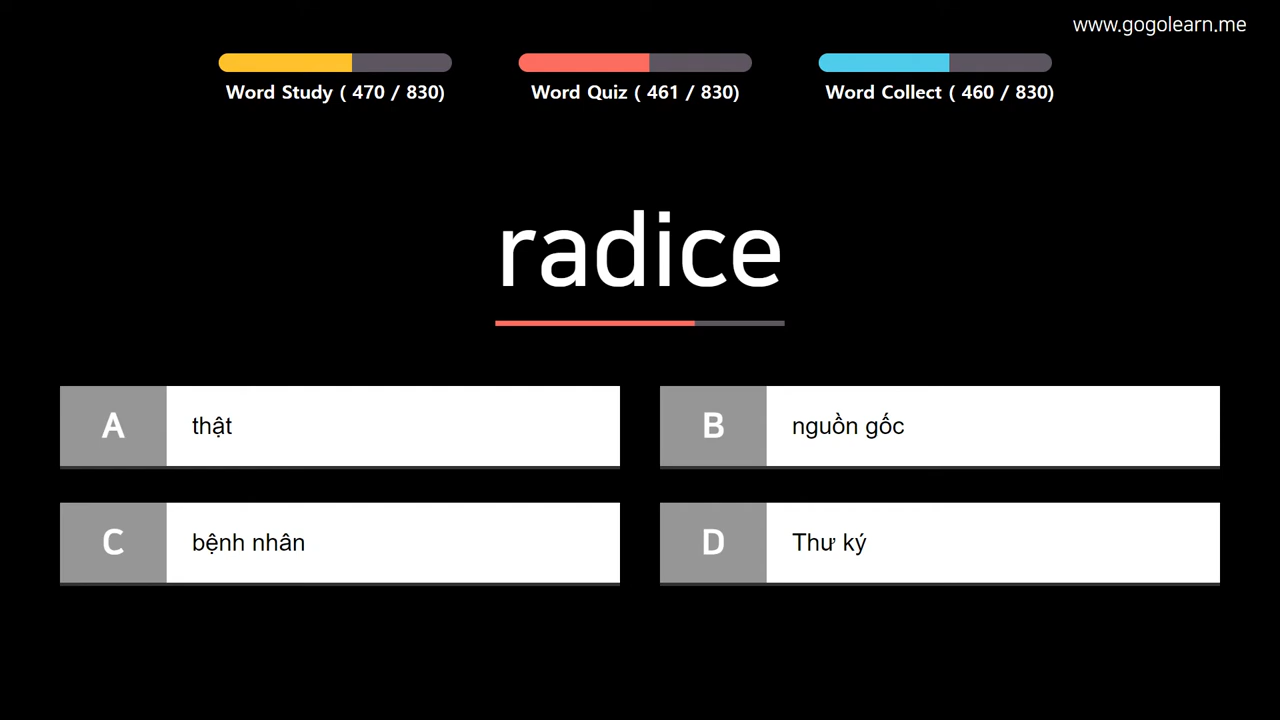 www.gogolearn.me
Word Study ( 470 / 830)
Word Quiz ( 461 / 830)
Word Collect ( 460 / 830)
radice
A thật
B nguồn gốc
C bệnh nhân
D Thư ký